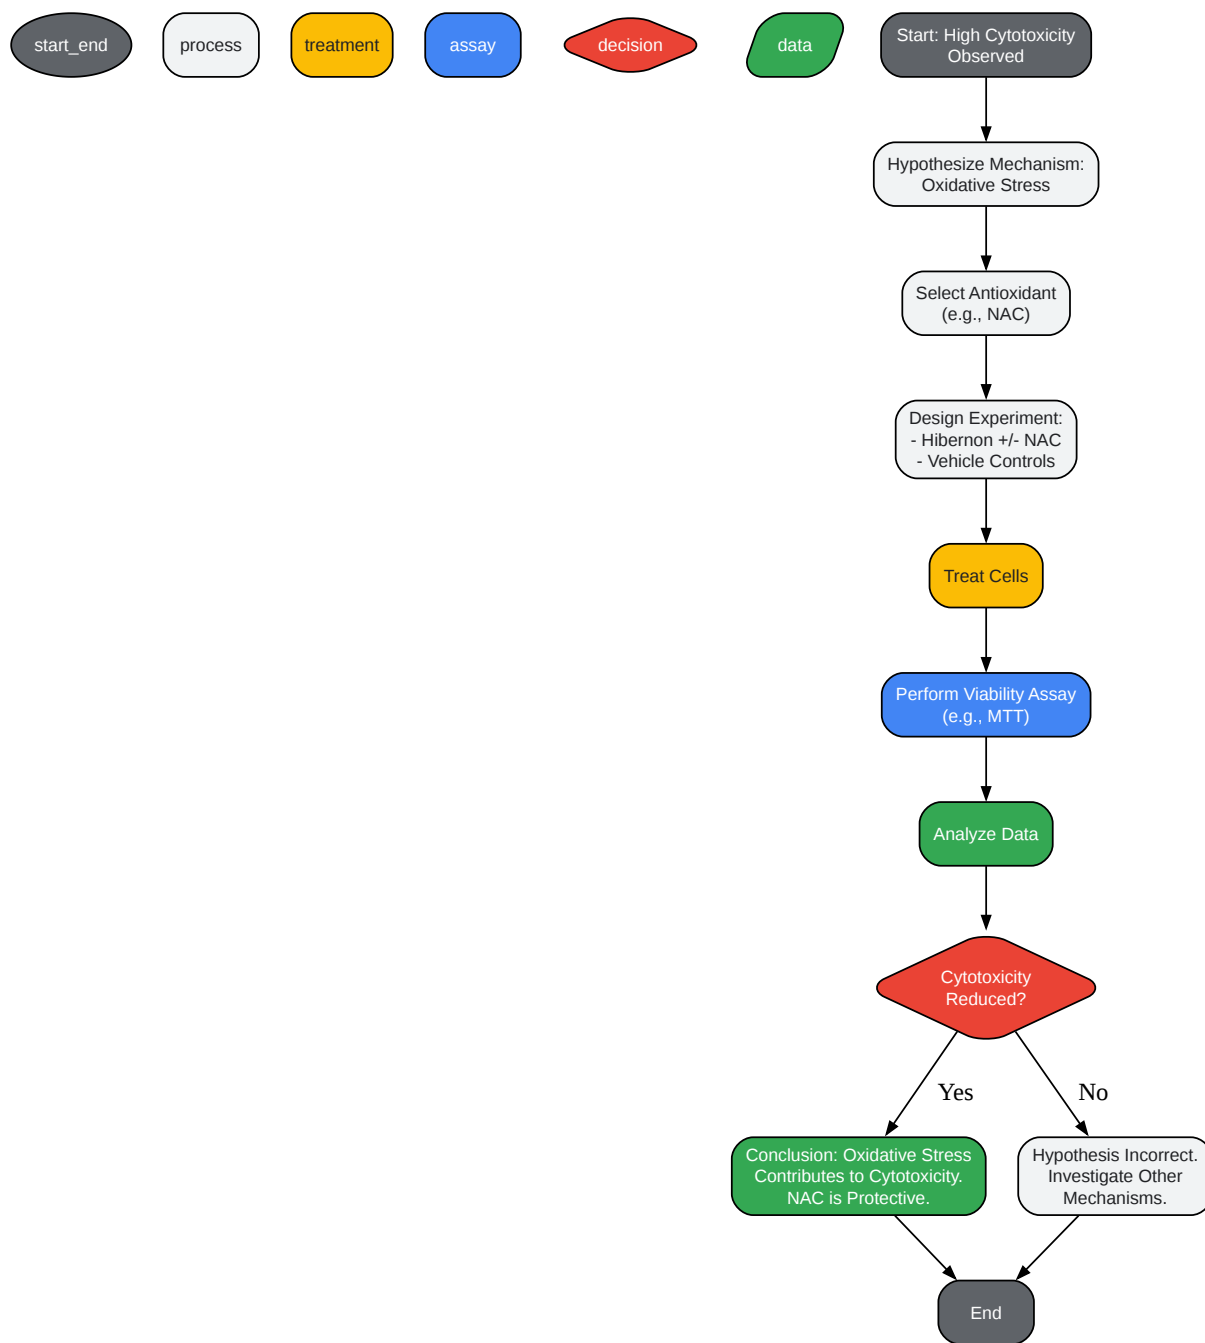 start_end
process
treatment
assay
decision
data
Start: High Cytotoxicity
Observed
Hypothesize Mechanism:
Oxidative Stress
Select Antioxidant
(e.g., NAC)
Design Experiment:
- Hibernon +/- NAC
- Vehicle Controls
Treat Cells
Perform Viability Assay
(e.g., MTT)
Analyze Data
Cytotoxicity
Reduced?
Yes
No
Conclusion: Oxidative Stress
Contributes to Cytotoxicity.
NAC is Protective.
Hypothesis Incorrect.
Investigate Other
Mechanisms.
End